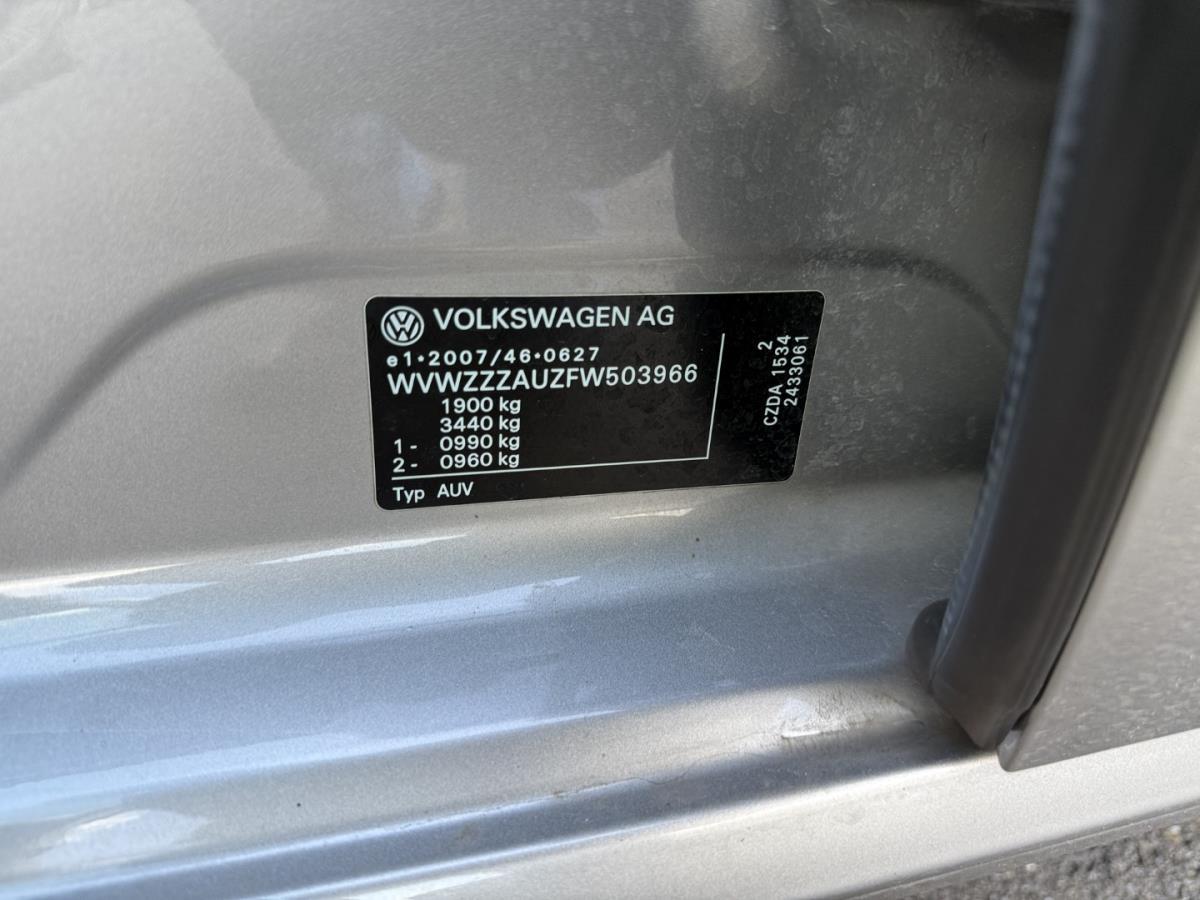 VOLKSWAGEN AG
e1*2007/46*0627
WVWZZZAUZFW503966
1900 kg
3440 kg
1- 0990 kg
2- 0960 kg
Typ AUV
2
CZDA 1534
2433061